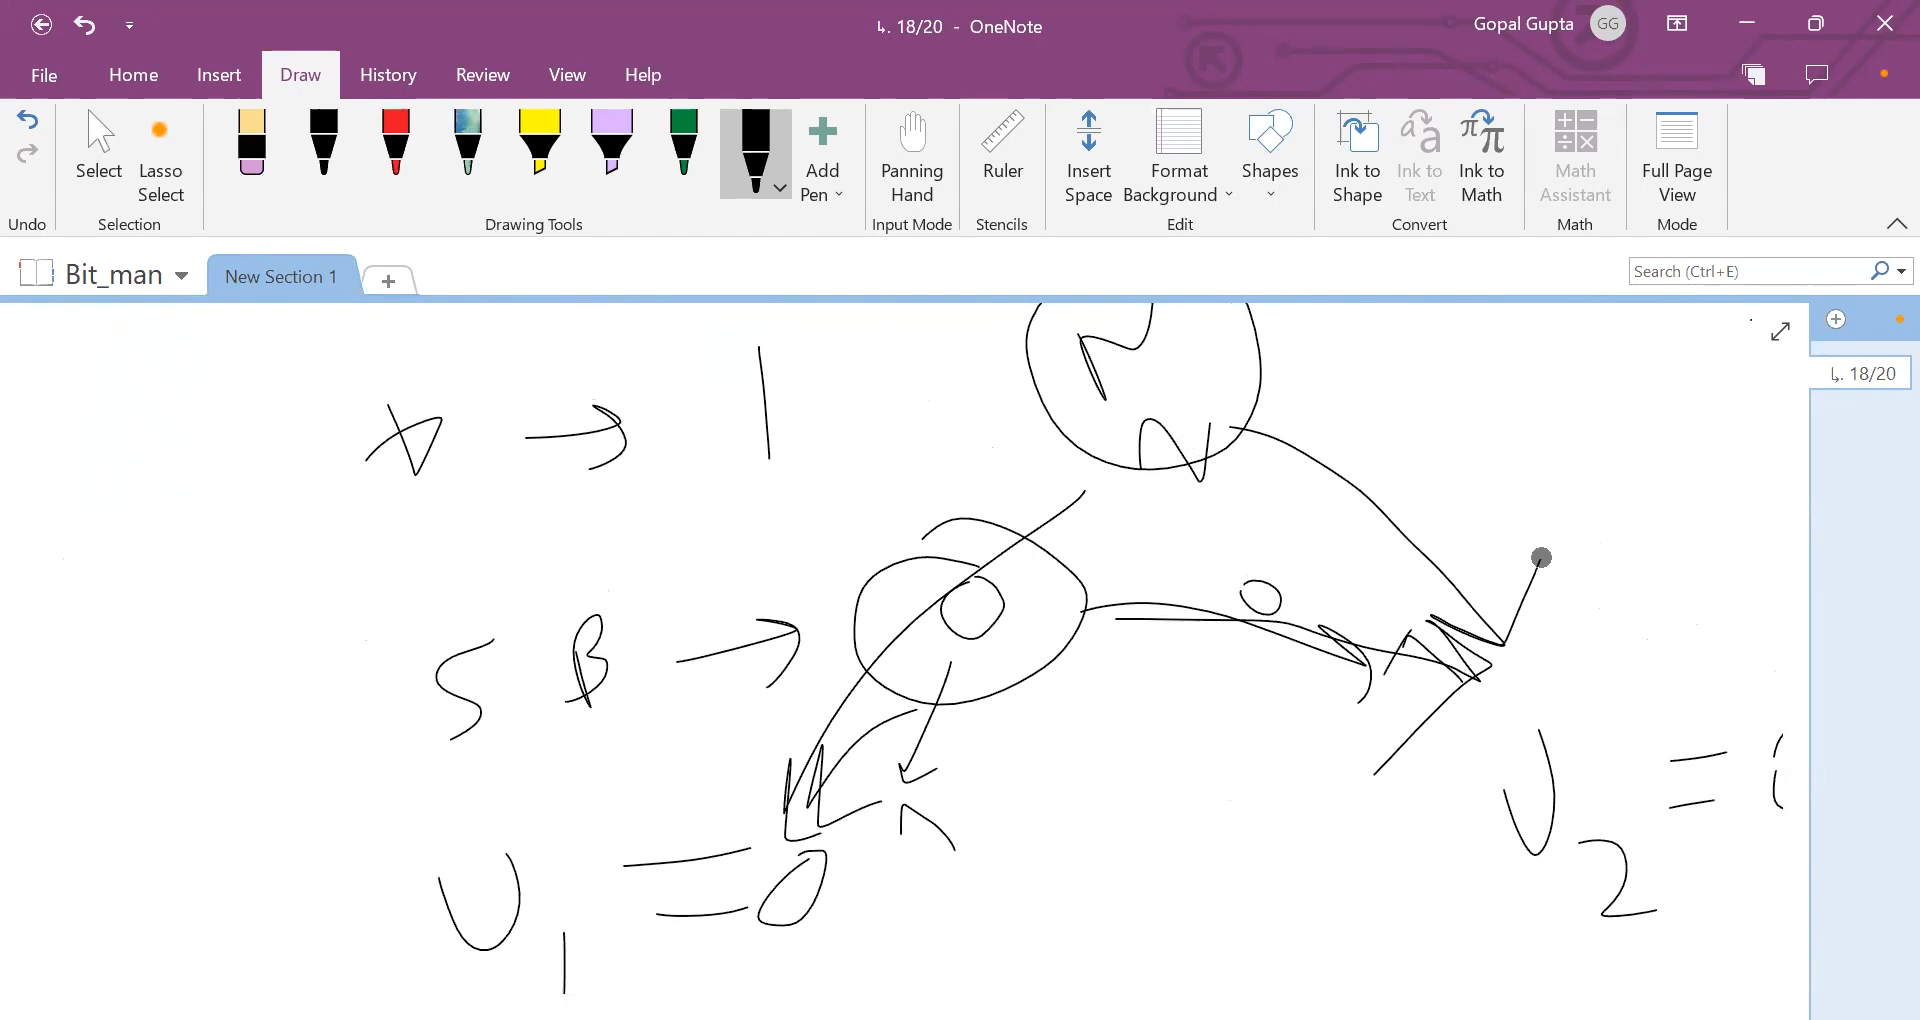 4. 18/20 - OneNote
Gopal Gupta GG
File Home Insert Draw History Review View Help
Select
Lasso Select
Add Pen
Panning Hand
Ruler
Insert Space
Format Background
Shapes
Ink to Shape
Ink to Text
Ink to Math
Math Assistant
Full Page View
Undo Selection Drawing Tools Input Mode Stencils Edit Convert Math Mode
Bit_man New Section 1
Search (Ctrl+E)
18/20
N
N
1
0
0
S B
U1 = 0
U2 =